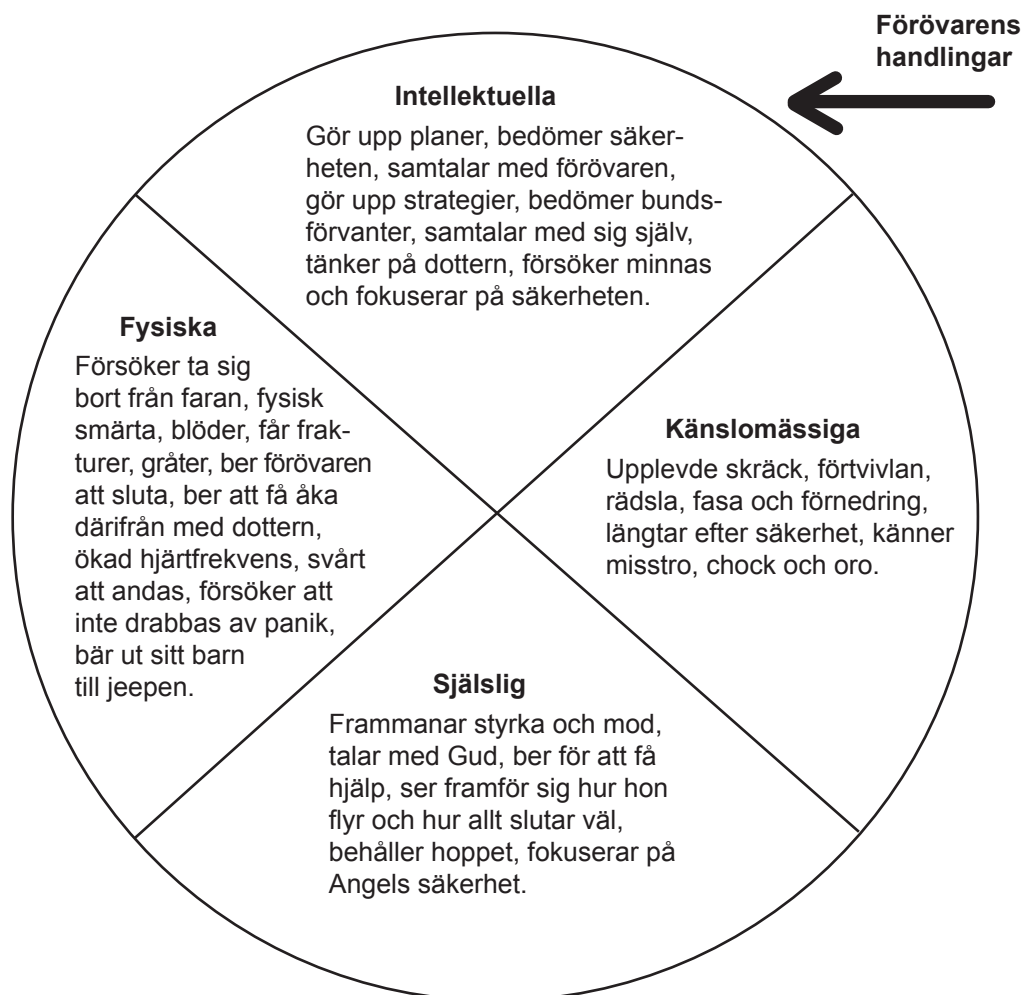 Förövarens
handlingar
Intellektuella
Gör upp planer, bedömer säker-
heten, samtalar med förövaren,
gör upp strategier, bedömer bunds-
förvanter, samtalar med sig själv,
tänker på dottern, försöker minnas
och fokuserar på säkerheten.
Fysiska
Försöker ta sig
bort från faran, fysisk
smärta, blöder, får frak-
turer, gråter, ber förövaren
att sluta, ber att få åka
därifrån med dottern,
ökad hjärtfrekvens, svårt
att andas, försöker att
inte drabbas av panik,
bär ut sitt barn
till jeepen.
Känslomässiga
Upplevde skräck, förtvivlan,
rädsla, fasa och förnedring,
längtar efter säkerhet, känner
misstro, chock och oro.
Själslig
Frammanar styrka och mod,
talar med Gud, ber för att få
hjälp, ser framför sig hur hon
flyr och hur allt slutar väl,
behåller hoppet, fokuserar på
Angels säkerhet.